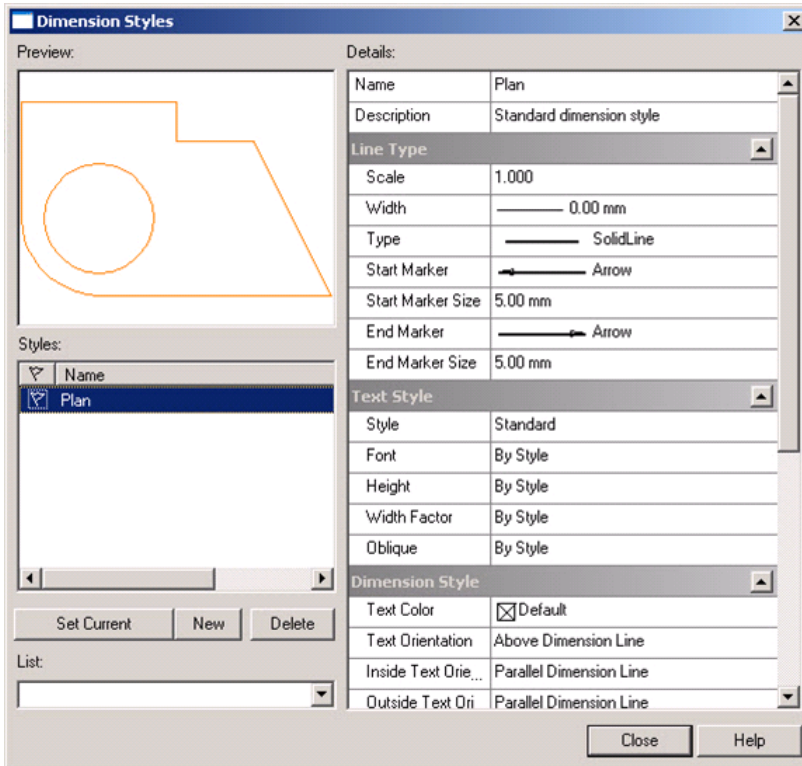 Dimension Styles
Preview:
Styles:
Name
Plan
Set Current New Delete
List:
Details:
Name Plan
Description Standard dimension style
Line Type
Scale 1.000
Width 0.00 mm
Type SolidLine
Start Marker Arrow
Start Marker Size 5.00 mm
End Marker Arrow
End Marker Size 5.00 mm
Text Style
Style Standard
Font By Style
Height By Style
Width Factor By Style
Oblique By Style
Dimension Style
Text Color Default
Text Orientation Above Dimension Line
Inside Text Orie... Parallel Dimension Line
Outside Text Ori Parallel Dimension Line
Close Help